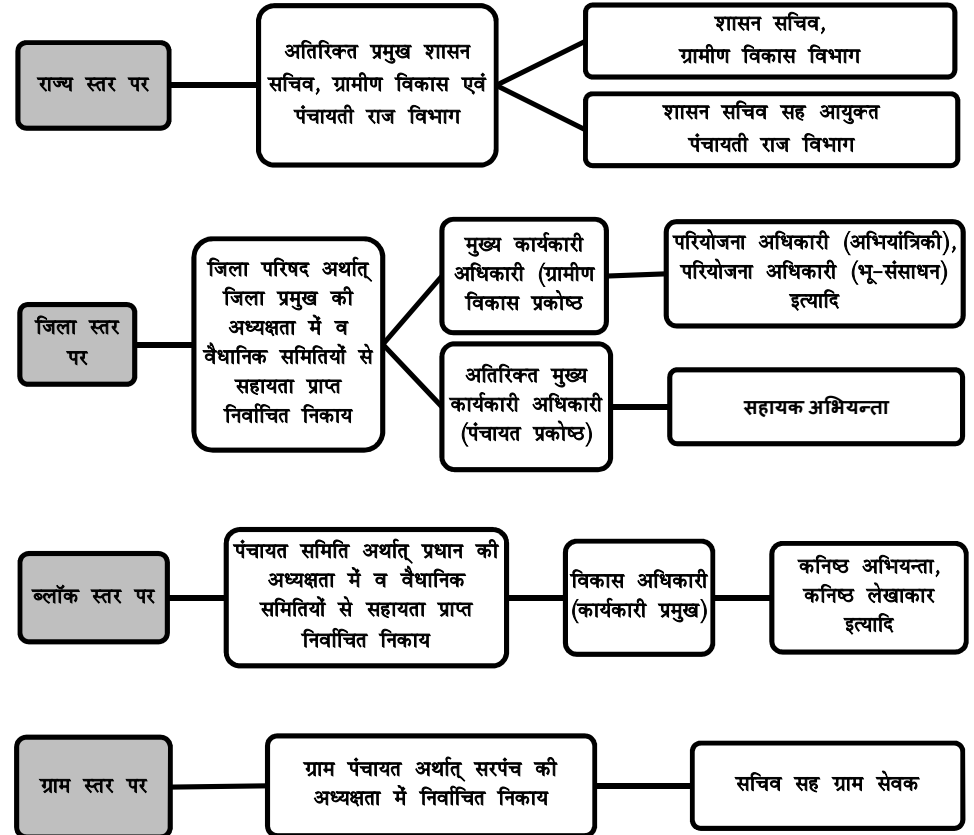 राज्य स्तर पर
अतिरिक्त प्रमुख शासन
सचिव, ग्रामीण विकास एवं
पंचायती राज विभाग
शासन सचिव,
ग्रामीण विकास विभाग
शासन सचिव सह आयुक्त
पंचायती राज विभाग
जिला स्तर
पर
जिला परिषद अर्थात्
जिला प्रमुख की
अध्यक्षता में व
वैधानिक समितियों से
सहायता प्राप्त
निर्वाचित निकाय
मुख्य कार्यकारी
अधिकारी (ग्रामीण
विकास प्रकोष्ठ
परियोजना अधिकारी (अभियांत्रिकी),
परियोजना अधिकारी (भू-संसाधन)
इत्यादि
अतिरिक्त मुख्य
कार्यकारी अधिकारी
(पंचायत प्रकोष्ठ)
सहायक अभियन्ता
ब्लॉक स्तर पर
पंचायत समिति अर्थात् प्रधान की
अध्यक्षता में व वैधानिक
समितियों से सहायता प्राप्त
निर्वाचित निकाय
विकास अधिकारी
(कार्यकारी प्रमुख)
कनिष्ठ अभियन्ता,
कनिष्ठ लेखाकार
इत्यादि
ग्राम स्तर पर
ग्राम पंचायत अर्थात् सरपंच की
अध्यक्षता में निर्वाचित निकाय
सचिव सह ग्राम सेवक